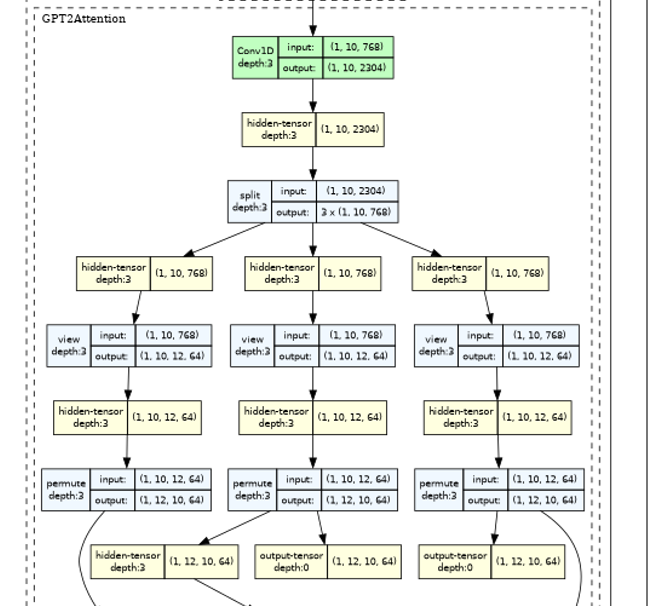 GPT2Attention
Conv1D depth:3 input: (1, 10, 768)
output: (1, 10, 2304)
hidden-tensor depth:3 (1, 10, 2304)
split depth:3 input: (1, 10, 2304)
output: 3 x (1, 10, 768)
hidden-tensor depth:3 (1, 10, 768)
hidden-tensor depth:3 (1, 10, 768)
hidden-tensor depth:3 (1, 10, 768)
view depth:3 input: (1, 10, 768)
output: (1, 10, 12, 64)
view depth:3 input: (1, 10, 768)
output: (1, 10, 12, 64)
view depth:3 input: (1, 10, 768)
output: (1, 10, 12, 64)
hidden-tensor depth:3 (1, 10, 12, 64)
hidden-tensor depth:3 (1, 10, 12, 64)
hidden-tensor depth:3 (1, 10, 12, 64)
permute depth:3 input: (1, 10, 12, 64)
output: (1, 12, 10, 64)
permute depth:3 input: (1, 10, 12, 64)
output: (1, 12, 10, 64)
permute depth:3 input: (1, 10, 12, 64)
output: (1, 12, 10, 64)
hidden-tensor depth:3 (1, 12, 10, 64)
output-tensor depth:0 (1, 12, 10, 64)
output-tensor depth:0 (1, 12, 10, 64)